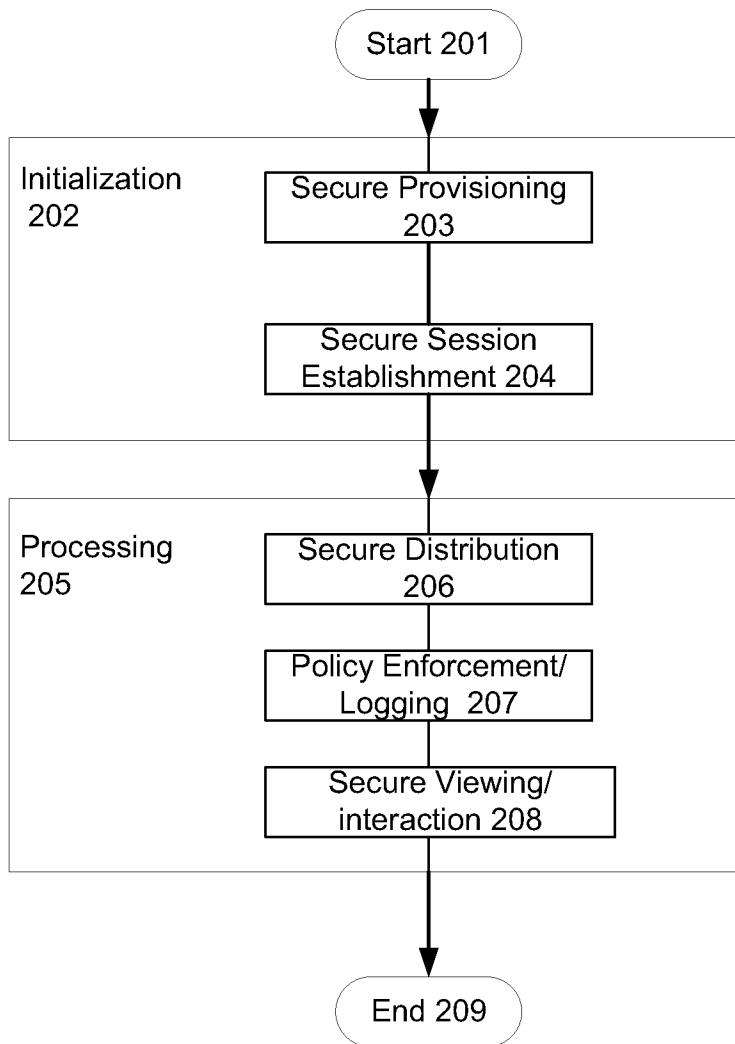 Start 201
Initialization
202
Secure Provisioning
203
Secure Session
Establishment 204
Processing
205
Secure Distribution
206
Policy Enforcement/
Logging 207
Secure Viewing/
interaction 208
End 209